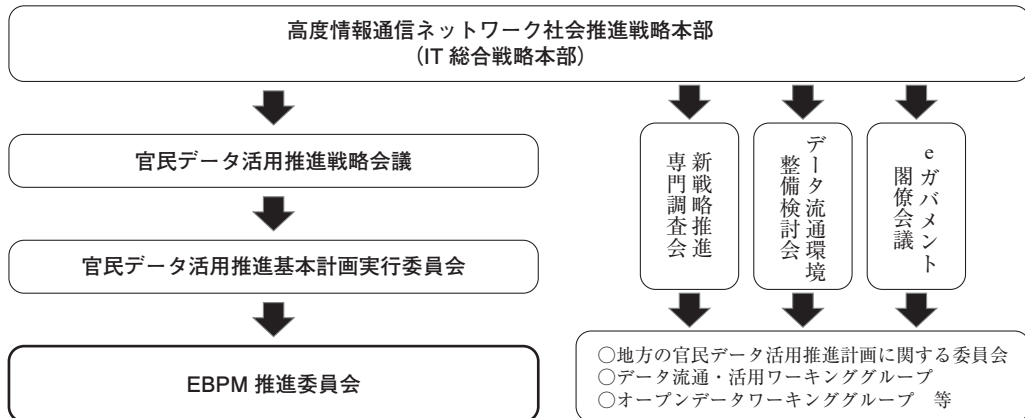 高度情報通信ネットワーク社会推進戦略本部
(IT 総合戦略本部)
官民データ活用推進戦略会議
官民データ活用推進基本計画実行委員会
EBPM 推進委員会
新戦略推進
専門調査会
データ流通環境
整備検討会
eガバメント
閣僚会議
○地方の官民データ活用推進計画に関する委員会
○データ流通・活用ワーキンググループ
○オープンデータワーキンググループ　等